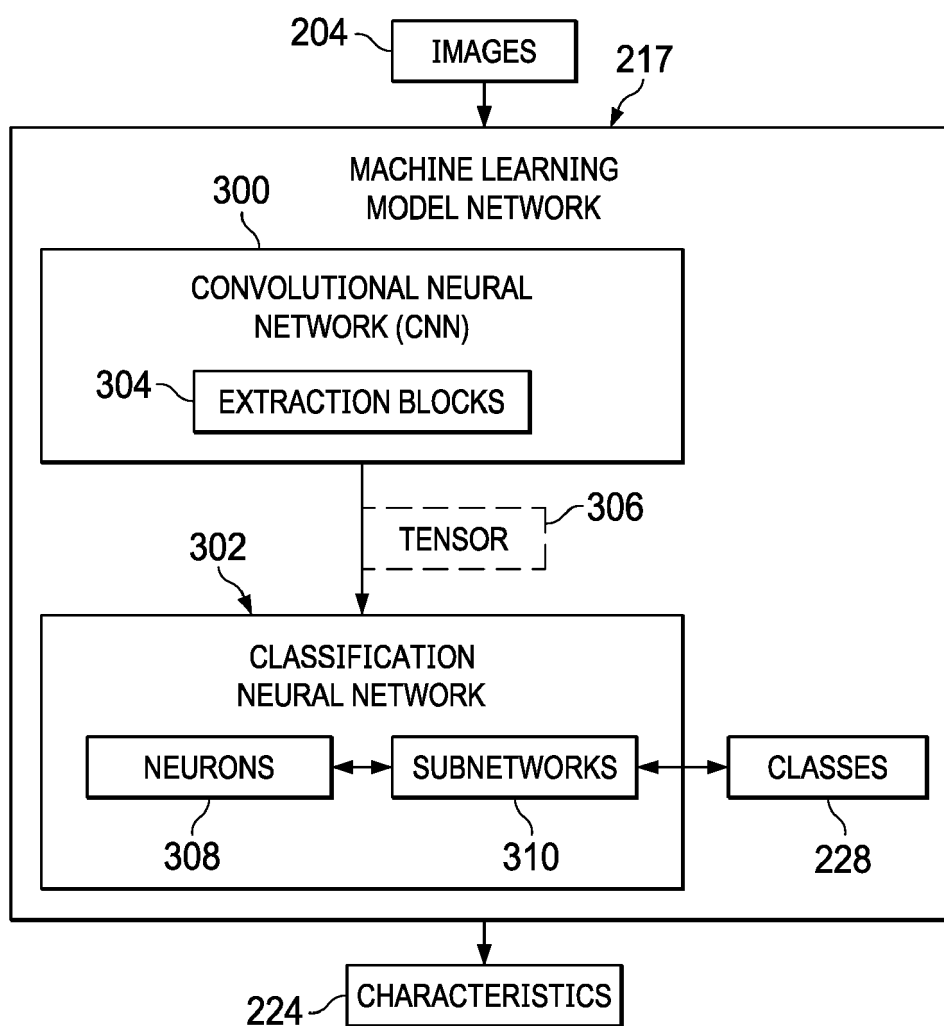 204
IMAGES
217
MACHINE LEARNING
MODEL NETWORK
300
CONVOLUTIONAL NEURAL
NETWORK (CNN)
304
EXTRACTION BLOCKS
306
TENSOR
302
CLASSIFICATION
NEURAL NETWORK
NEURONS
SUBNETWORKS
CLASSES
308
310
228
224
CHARACTERISTICS